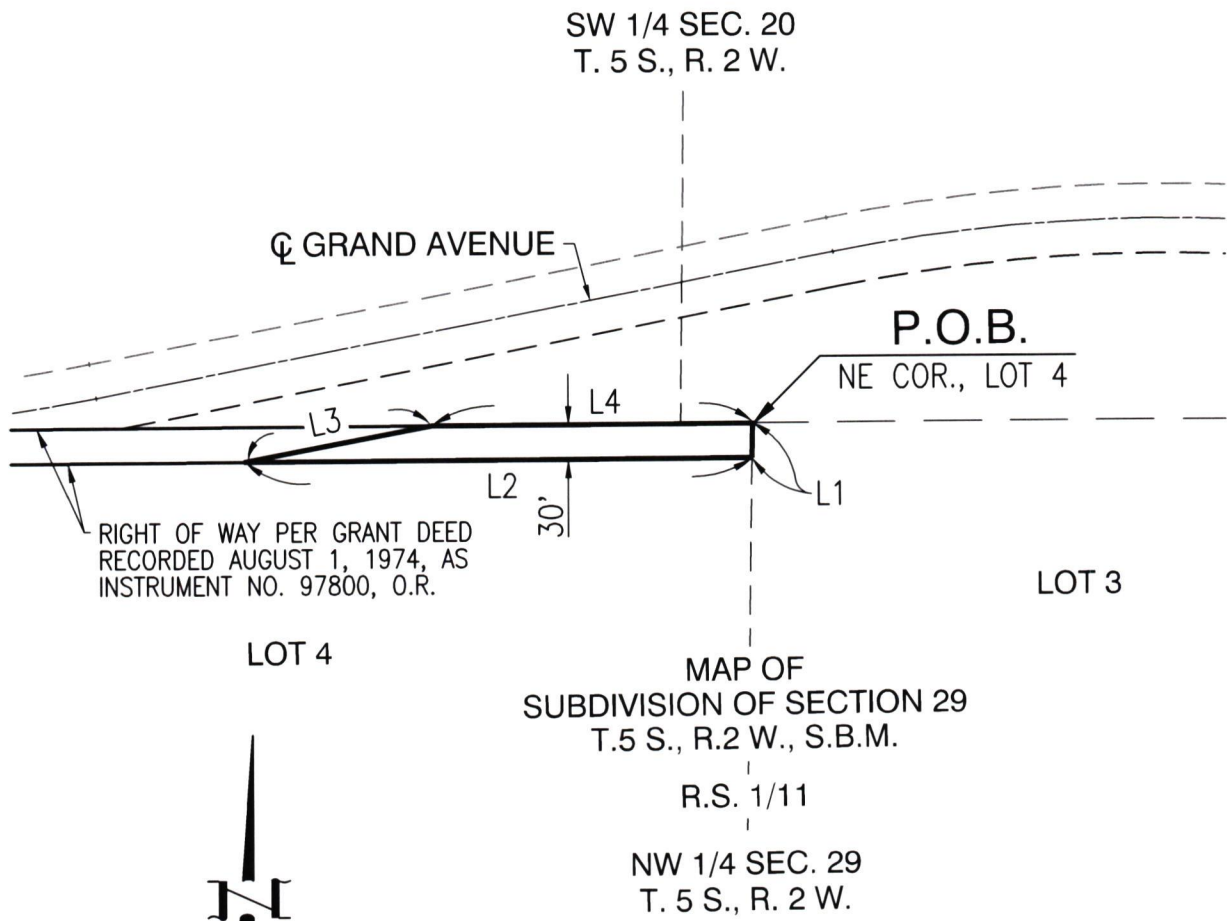 SW 1/4 SEC. 20
T. 5 S., R. 2 W.
℄ GRAND AVENUE
P.O.B.
NE COR., LOT 4
L3
L4
L2
30'
L1
RIGHT OF WAY PER GRANT DEED
RECORDED AUGUST 1, 1974, AS
INSTRUMENT NO. 97800, O.R.
LOT 3
LOT 4
MAP OF
SUBDIVISION OF SECTION 29
T.5 S., R.2 W., S.B.M.
R.S. 1/11
NW 1/4 SEC. 29
T. 5 S., R. 2 W.
N